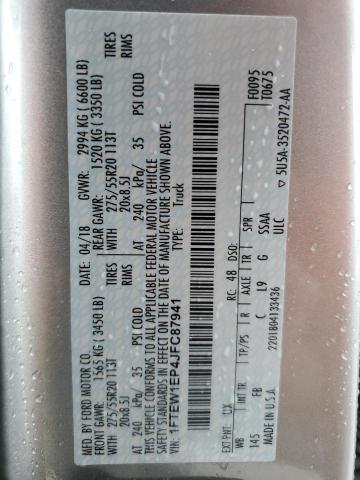 MFD. BY FORD MOTOR CO.
DATE: 04/18 GVWR: 2994 KG ( 6600 LB)
FRONT GAWR: 1565 KG ( 3450 LB) REAR GAWR: 1520 KG ( 3350 LB)
WITH 275/55R20 113T TIRES WITH 275/55R20 113T TIRES
20x8.5J RIMS 20x8.5J RIMS
AT 240 kPa/ 35 PSI COLD AT 240 kPa/ 35 PSI COLD
THIS VEHICLE CONFORMS TO ALL APPLICABLE FEDERAL MOTOR VEHICLE
SAFETY STANDARDS IN EFFECT ON THE DATE OF MANUFACTURE SHOWN ABOVE.
VIN: 1FTEW1EP4JFC87941 TYPE: Truck
F0095
T0675
EXT PNT: UX RC: 48 DSO:
WB INT TR TP/PS R AXLE TR SPR
145 FB C L9 G SSAA
ULC
MADE IN U.S.A. 2201804133436 5U5A-3520472-AA